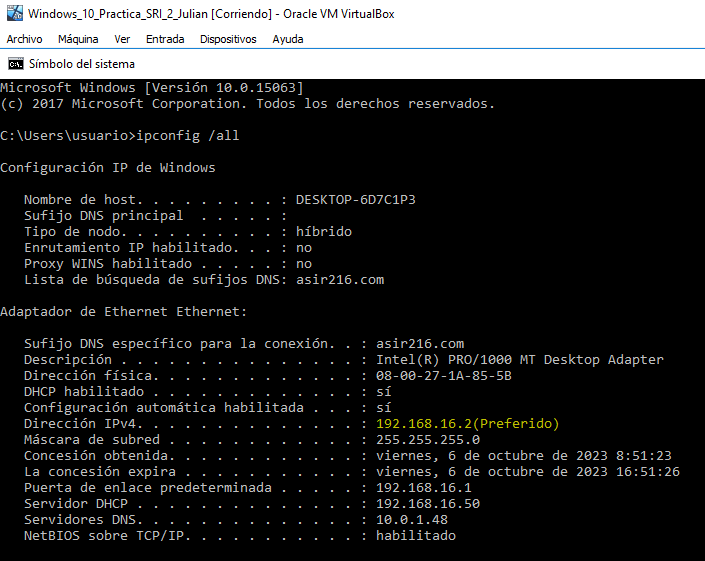 Windows_10_Practica_SRI_2_Julian [Corriendo] - Oracle VM VirtualBox
Archivo Máquina Ver Entrada Dispositivos Ayuda
Símbolo del sistema
Microsoft Windows [Versión 10.0.15063]
(c) 2017 Microsoft Corporation. Todos los derechos reservados.
C:\Users\usuario>ipconfig /all
Configuración IP de Windows
Nombre de host. . . . . . . . . : DESKTOP-6D7C1P3
Sufijo DNS principal  . . . . . :
Tipo de nodo. . . . . . . . . . : híbrido
Enrutamiento IP habilitado. . . : no
Proxy WINS habilitado . . . . . : no
Lista de búsqueda de sufijos DNS: asir216.com
Adaptador de Ethernet Ethernet:
Sufijo DNS específico para la conexión. . : asir216.com
Descripción . . . . . . . . . . . . . . . : Intel(R) PRO/1000 MT Desktop Adapter
Dirección física. . . . . . . . . . . . . : 08-00-27-1A-85-5B
DHCP habilitado . . . . . . . . . . . . . : sí
Configuración automática habilitada . . . : sí
Dirección IPv4. . . . . . . . . . . . . . : 192.168.16.2(Preferido)
Máscara de subred . . . . . . . . . . . . : 255.255.255.0
Concesión obtenida. . . . . . . . . . . . : viernes, 6 de octubre de 2023 8:51:23
La concesión expira . . . . . . . . . . . : viernes, 6 de octubre de 2023 16:51:26
Puerta de enlace predeterminada . . . . . : 192.168.16.1
Servidor DHCP . . . . . . . . . . . . . . : 192.168.16.50
Servidores DNS. . . . . . . . . . . . . . : 10.0.1.48
NetBIOS sobre TCP/IP. . . . . . . . . . . : habilitado